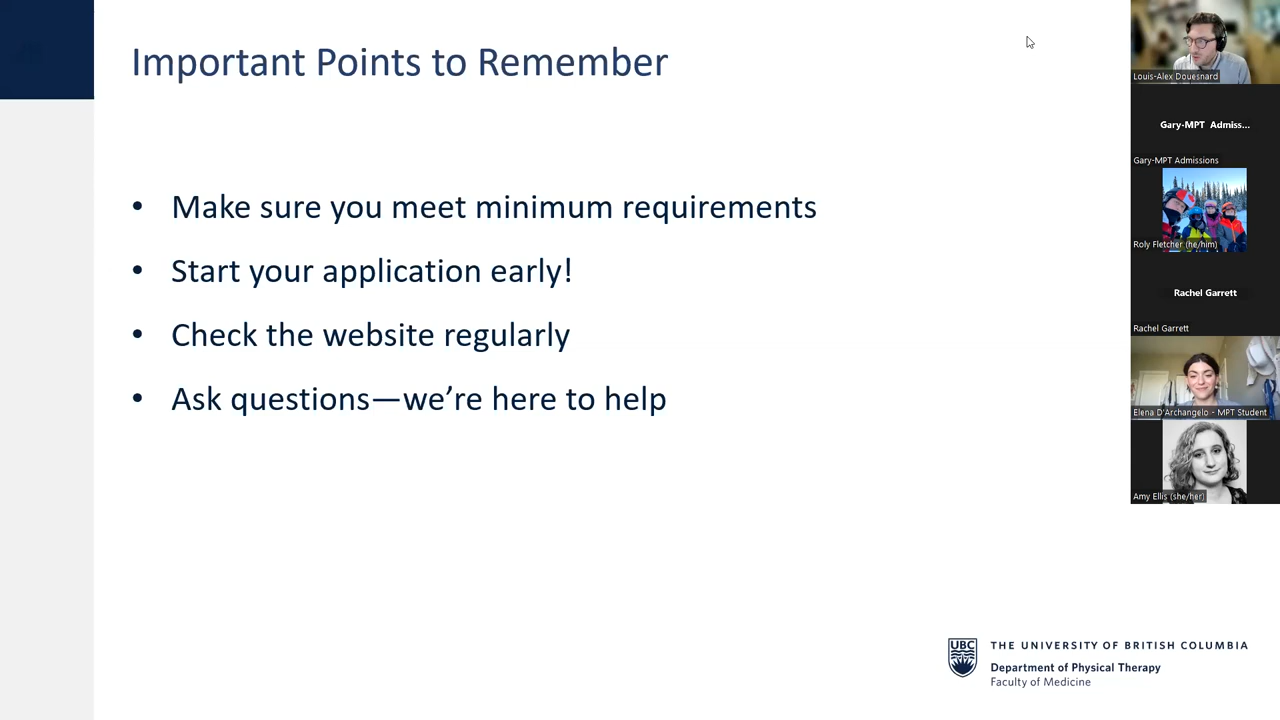 Important Points to Remember
• Make sure you meet minimum requirements
• Start your application early!
• Check the website regularly
• Ask questions—we’re here to help
Louis-Alex Douesnard
Gary-MPT Admiss...
Gary-MPT Admissions
Roly Fletcher (he/him)
Rachel Garrett
Rachel Garrett
Elena D'Archangelo - MPT Student
Amy Ellis (she/her)
UBC
THE UNIVERSITY OF BRITISH COLUMBIA
Department of Physical Therapy
Faculty of Medicine